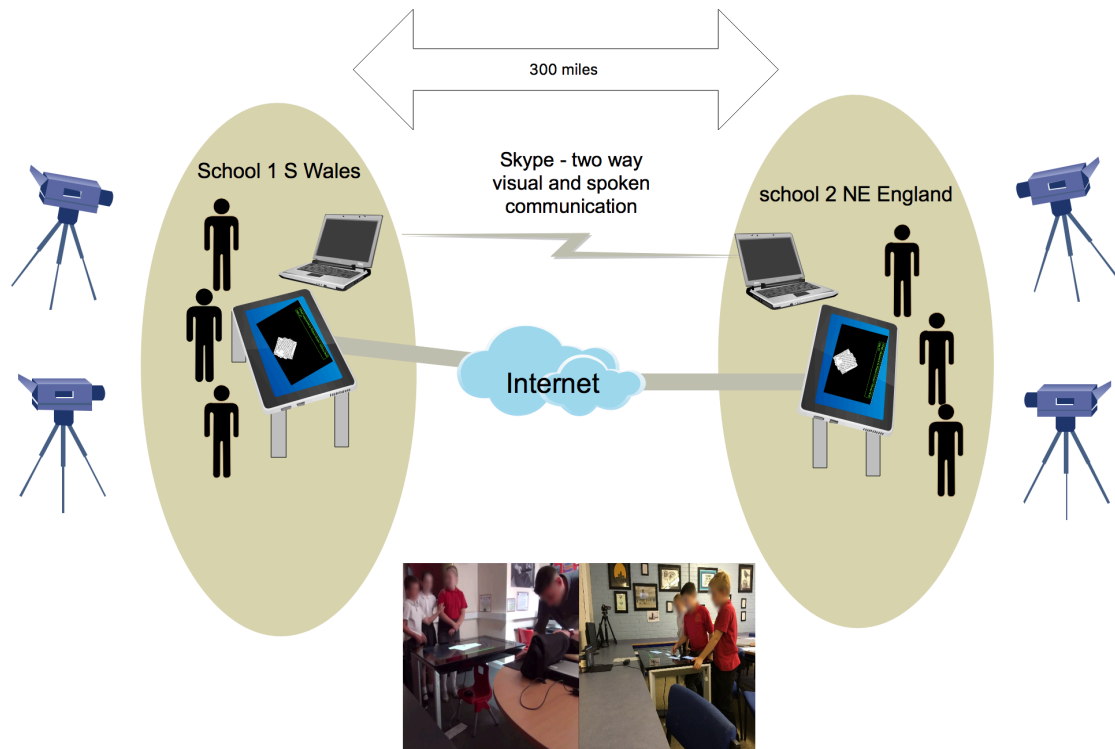 300 miles
Skype - two way
visual and spoken
communication
School 1 S Wales
school 2 NE England
Internet